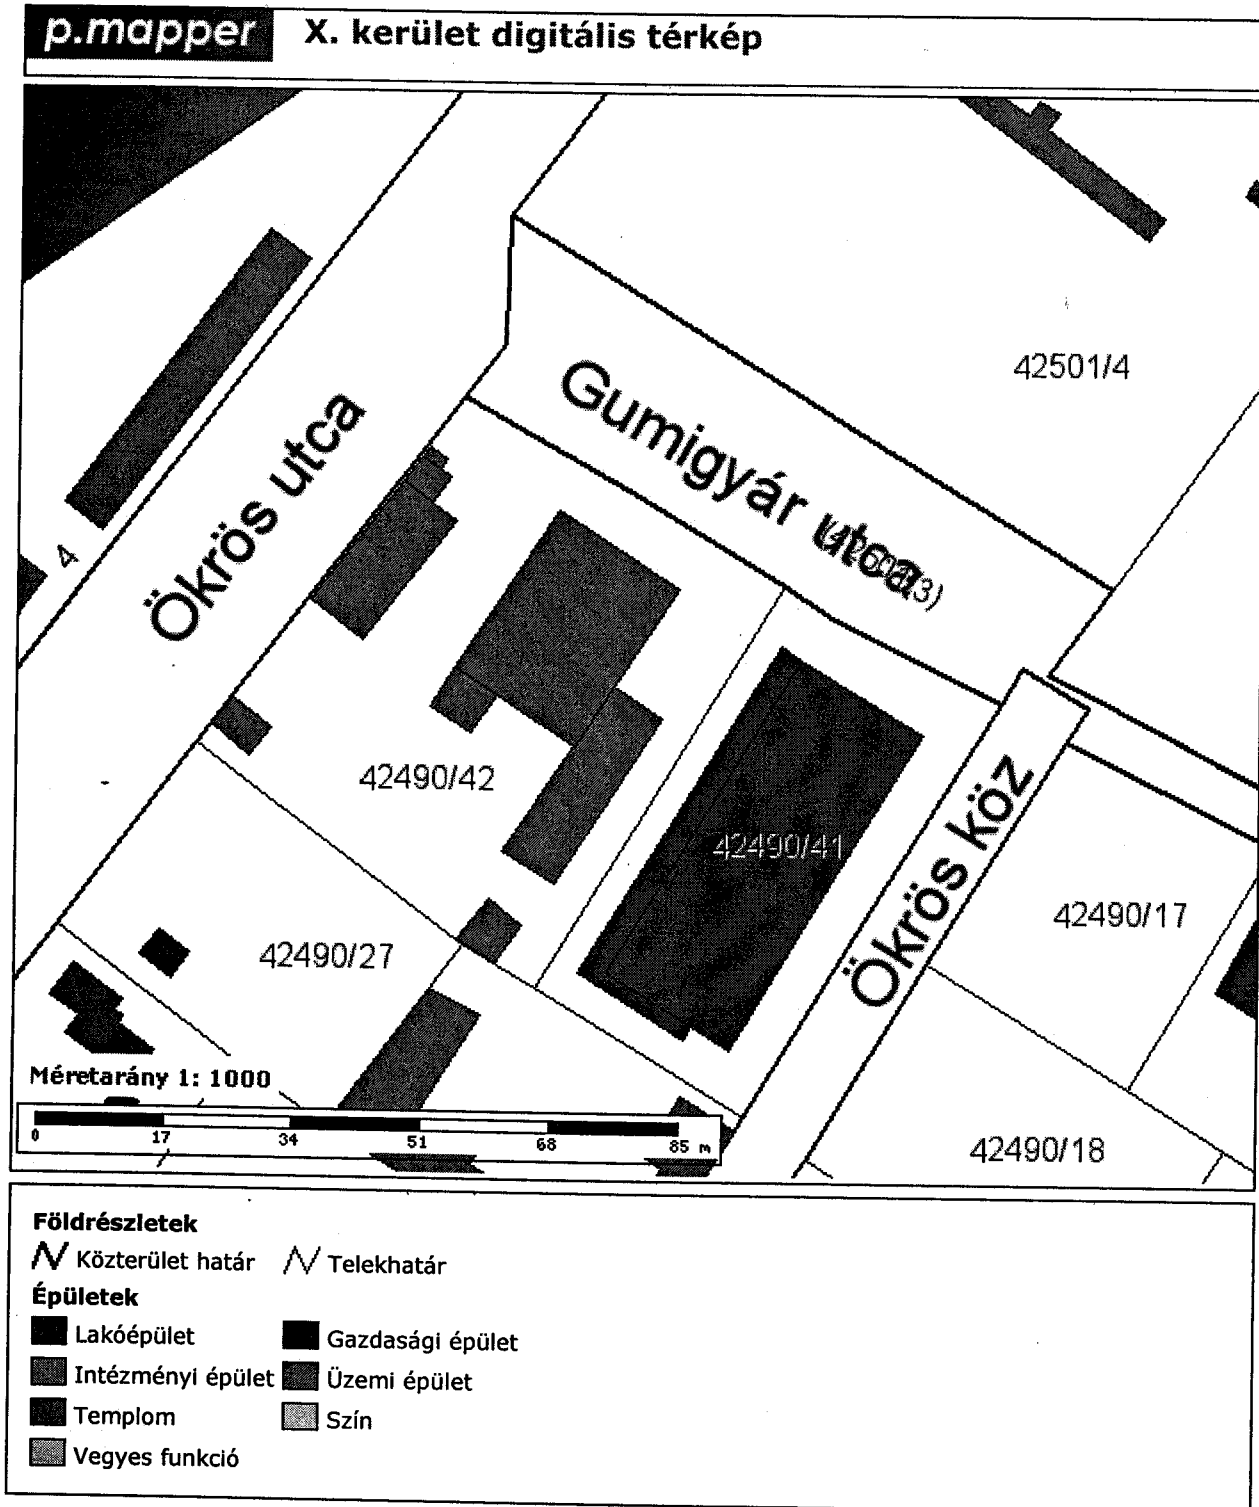 p.mapper X. kerület digitális térkép
42501/4
Gumigyár utca
Ökrös utca
4
42490/42
42490/41
Ökrös köz
42490/17
42490/27
42490/18
Méretarány 1: 1000
0 17 34 51 68 85 m
Földrészletek
Közterület határ Telekhatár
Épületek
Lakóépület Gazdasági épület
Intézményi épület Üzemi épület
Templom Szín
Vegyes funkció